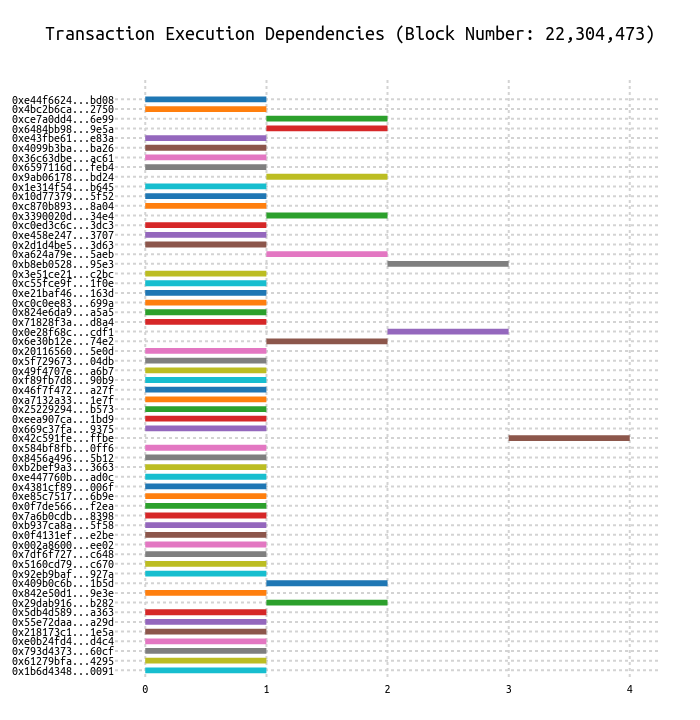 Transaction Execution Dependencies (Block Number: 22,304,473)
0xe44f6624...bd08
0x4bc2b6ca...2750
0xce7a0dd4...6e99
0x6484bb98...9e5a
0xe43fbe61...e83a
0x4099b3ba...ba26
0x36c63dbe...ac61
0x6597116d...feb4
0x9ab06178...bd24
0x1e314f54...b645
0x10d77379...5f52
0xc870b893...8a04
0x3390020d...34e4
0xc0ed3c6c...3dc3
0xe458e247...3707
0x2d1d4be5...3d63
0xa624a79e...5aeb
0xb8eb0528...95e3
0x3e51ce21...c2bc
0xc55fce9f...1f0e
0xe21baf46...163d
0xc0c0ee83...699a
0x824e6da9...a5a5
0x71828f3a...d8a4
0x0e28f68c...cdf1
0x6e30b12e...74e2
0x20116560...5e0d
0x5f729673...04db
0x49f4707e...a6b7
0xf89fb7d8...90b9
0x46f7f472...a27f
0xa7132a33...1e7f
0x25229294...b573
0xeea907ca...1bd9
0x669c37fa...9375
0x42c591fe...ffbe
0x584bf8fb...0ff6
0x8456a496...5b12
0xb2bef9a3...3663
0xe447760b...ad0c
0x4381cf89...006f
0xe85c7517...6b9e
0x0f7de566...f2ea
0x7a6b0cdb...8398
0xb937ca8a...5f58
0x0f4131ef...e2be
0x002a8600...ee02
0x7df6f727...c648
0x5160cd79...c670
0x92eb9baf...927a
0x409b0c6b...1b5d
0x842e50d1...9e3e
0x29dab916...b282
0x5db4d589...a363
0x55e72daa...a29d
0x218173c1...1e5a
0xe0b24fd4...d4c4
0x793d4373...60cf
0x61279bfa...4295
0x1b6d4348...0091
0 1 2 3 4